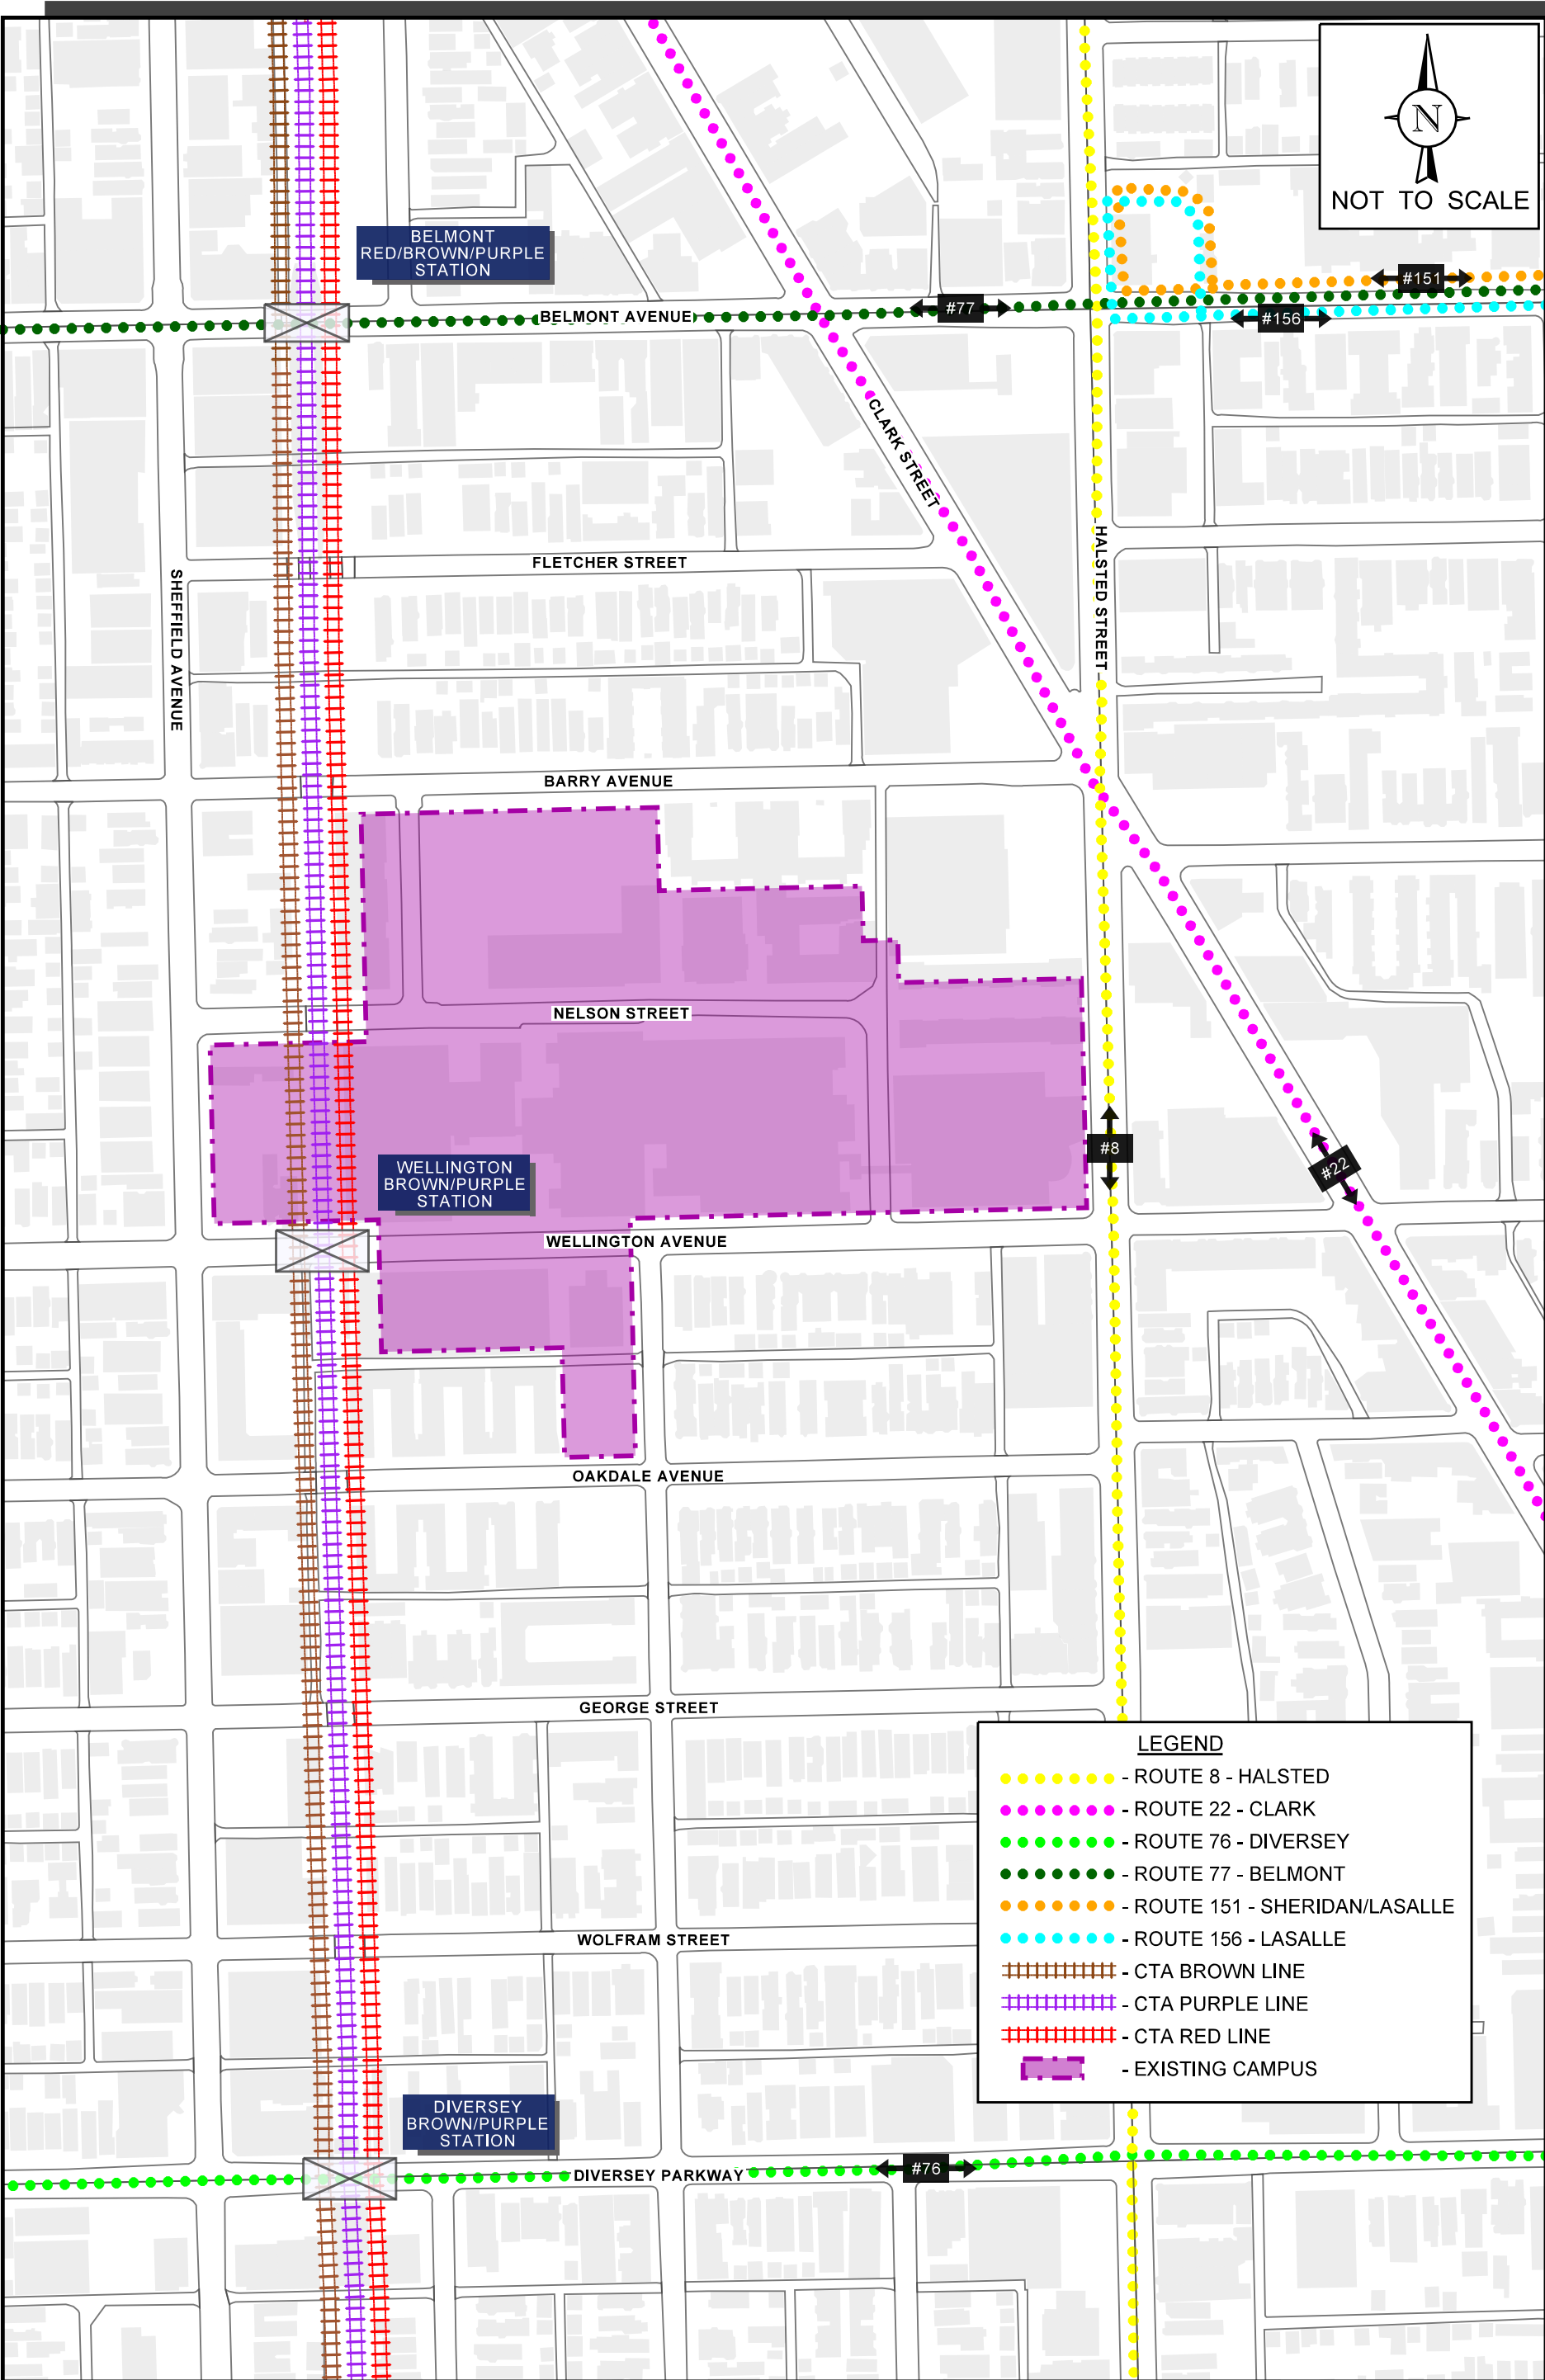 N
NOT TO SCALE
BELMONT
RED/BROWN/PURPLE
STATION
#151
#77
BELMONT AVENUE
#156
CLARK STREET
HALSTED STREET
FLETCHER STREET
SHEFFIELD AVENUE
BARRY AVENUE
NELSON STREET
#8
#22
WELLINGTON
BROWN/PURPLE
STATION
WELLINGTON AVENUE
OAKDALE AVENUE
GEORGE STREET
LEGEND
- ROUTE 8 - HALSTED
- ROUTE 22 - CLARK
- ROUTE 76 - DIVERSEY
- ROUTE 77 - BELMONT
- ROUTE 151 - SHERIDAN/LASALLE
- ROUTE 156 - LASALLE
- CTA BROWN LINE
- CTA PURPLE LINE
- CTA RED LINE
- EXISTING CAMPUS
WOLFRAM STREET
DIVERSEY
BROWN/PURPLE
STATION
#76
DIVERSEY PARKWAY